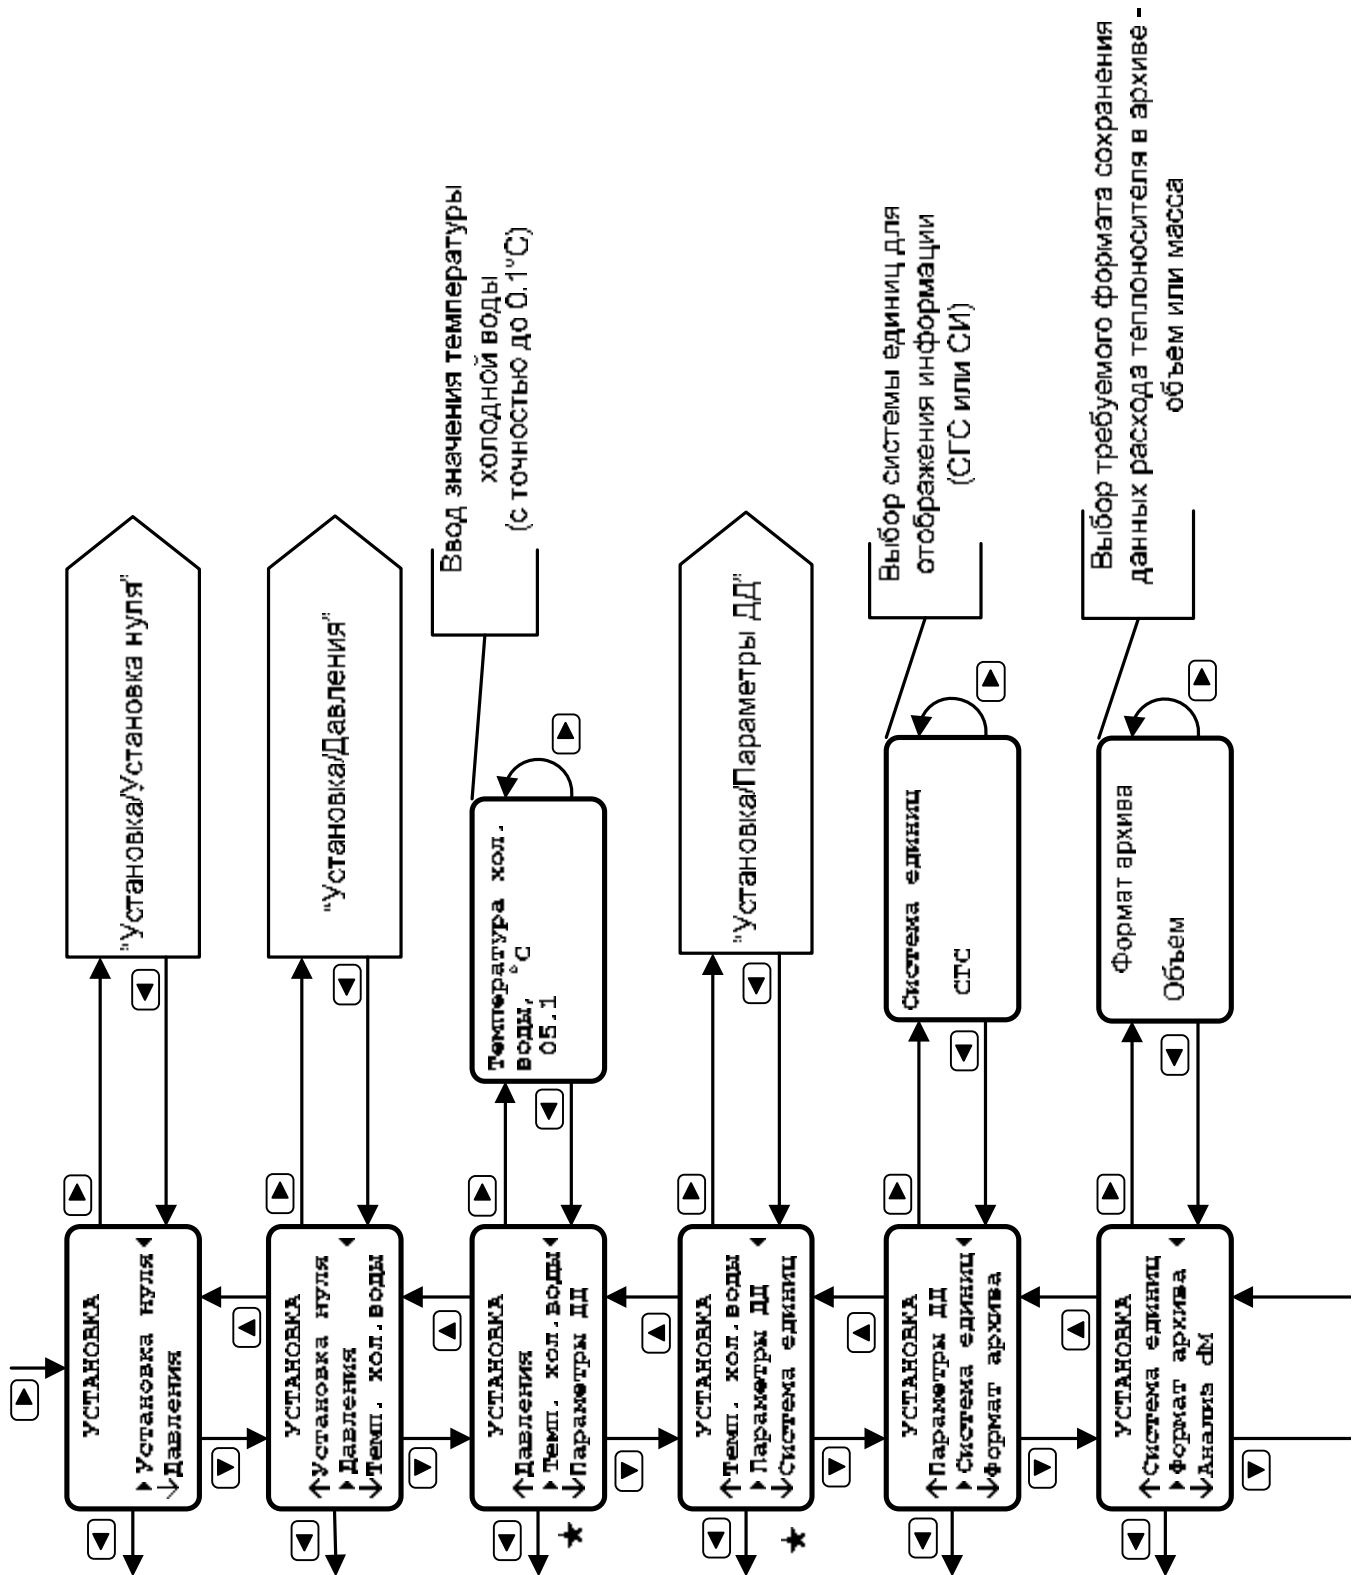 УСТАНОВКА
▸ Установка нуля ◂
↓Давления
"Установка/Установка нуля"
УСТАНОВКА
↑Установка нуля
▸ Давления ◂
↓Темп. хол.воды
"Установка/Давления"
УСТАНОВКА
↑Давления
▸ Темп. хол.воды◂
↓Параметры ДД
Температура хол.
воды, °C
05.1
Ввод значения температуры
холодной воды
(с точностью до 0.1°C)
УСТАНОВКА
↑Темп. хол.воды
▸ Параметры ДД ◂
↓Система единиц
"Установка/Параметры ДД"
УСТАНОВКА
↑Параметры ДД
▸ Система единиц◂
↓Формат архива
Система единиц
СГС
Выбор системы единиц для
отображения информации
(СГС или СИ)
УСТАНОВКА
↑Система единиц
▸ Формат архива ◂
↓Анализ dM
Формат архива
Объем
Выбор требуемого формата сохранения
данных расхода теплоносителя в архиве -
объем или масса